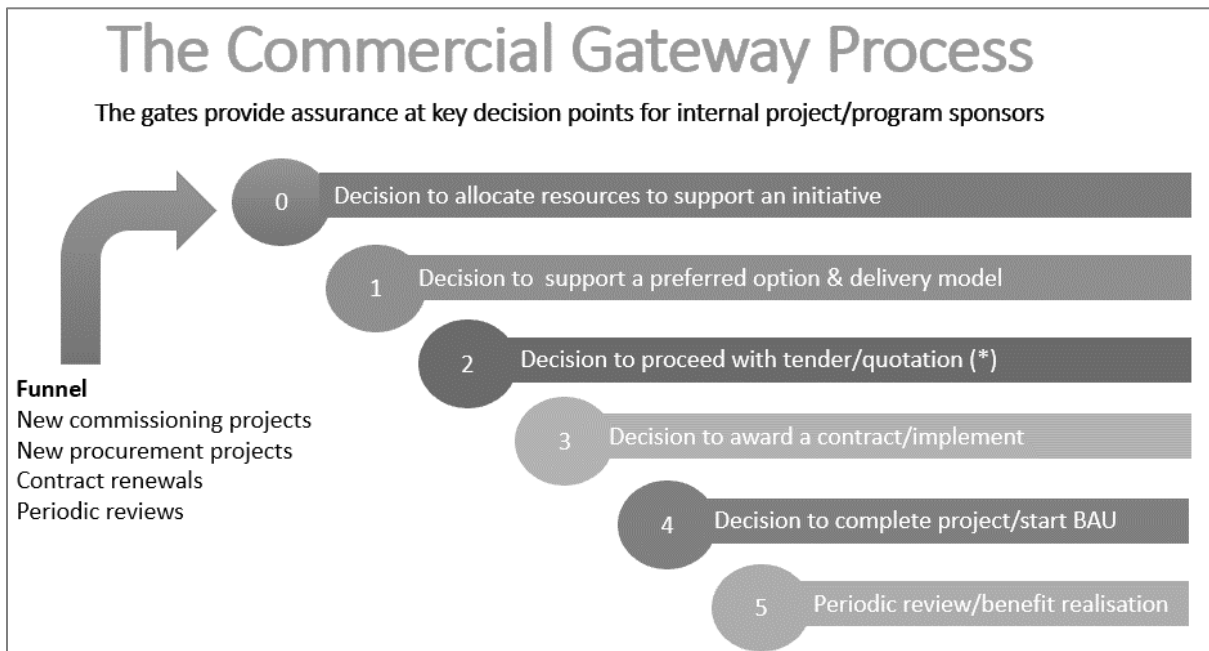 The Commercial Gateway Process
The gates provide assurance at key decision points for internal project/program sponsors
0 Decision to allocate resources to support an initiative
1 Decision to support a preferred option & delivery model
2 Decision to proceed with tender/quotation (*)
3 Decision to award a contract/implement
4 Decision to complete project/start BAU
5 Periodic review/benefit realisation
Funnel
New commissioning projects
New procurement projects
Contract renewals
Periodic reviews